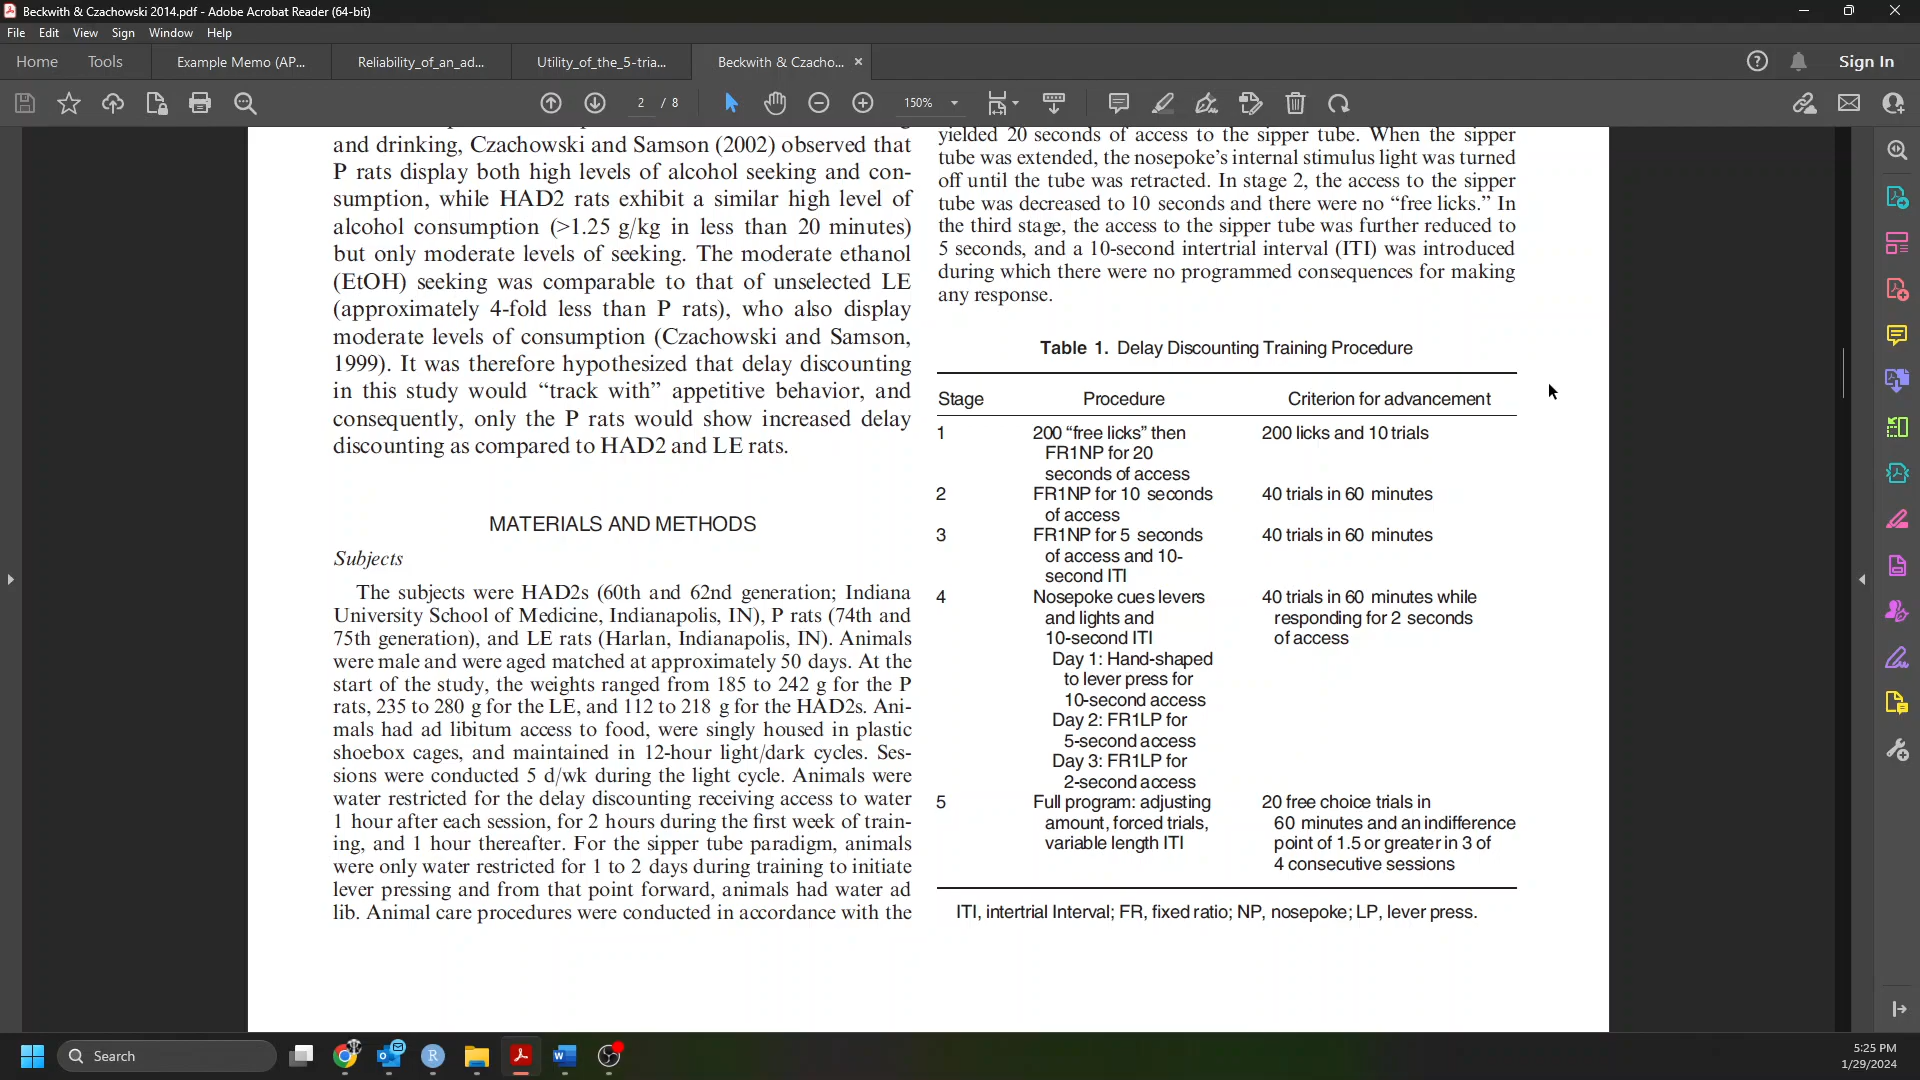 Beckwith & Czachowski 2014.pdf - Adobe Acrobat Reader (64-bit)
File Edit View Sign Window Help
Home Tools Example Memo (AP... Reliability_of_an_ad... Utility_of_the_5-tria... Beckwith & Czacho... Sign In
2 / 8 150%
and drinking, Czachowski and Samson (2002) observed that
P rats display both high levels of alcohol seeking and con-
sumption, while HAD2 rats exhibit a similar high level of
alcohol consumption (>1.25 g/kg in less than 20 minutes)
but only moderate levels of seeking. The moderate ethanol
(EtOH) seeking was comparable to that of unselected LE
(approximately 4-fold less than P rats), who also display
moderate levels of consumption (Czachowski and Samson,
1999). It was therefore hypothesized that delay discounting
in this study would “track with” appetitive behavior, and
consequently, only the P rats would show increased delay
discounting as compared to HAD2 and LE rats.
MATERIALS AND METHODS
Subjects
The subjects were HAD2s (60th and 62nd generation; Indiana
University School of Medicine, Indianapolis, IN), P rats (74th and
75th generation), and LE rats (Harlan, Indianapolis, IN). Animals
were male and were aged matched at approximately 50 days. At the
start of the study, the weights ranged from 185 to 242 g for the P
rats, 235 to 280 g for the LE, and 112 to 218 g for the HAD2s. Ani-
mals had ad libitum access to food, were singly housed in plastic
shoebox cages, and maintained in 12-hour light/dark cycles. Ses-
sions were conducted 5 d/wk during the light cycle. Animals were
water restricted for the delay discounting receiving access to water
1 hour after each session, for 2 hours during the first week of train-
ing, and 1 hour thereafter. For the sipper tube paradigm, animals
were only water restricted for 1 to 2 days during training to initiate
lever pressing and from that point forward, animals had water ad
lib. Animal care procedures were conducted in accordance with the
yielded 20 seconds of access to the sipper tube. When the sipper
tube was extended, the nosepoke's internal stimulus light was turned
off until the tube was retracted. In stage 2, the access to the sipper
tube was decreased to 10 seconds and there were no “free licks.” In
the third stage, the access to the sipper tube was further reduced to
5 seconds, and a 10-second intertrial interval (ITI) was introduced
during which there were no programmed consequences for making
any response.
Table 1. Delay Discounting Training Procedure
Stage Procedure Criterion for advancement
1 200 “free licks” then 200 licks and 10 trials
FR1NP for 20
seconds of access
2 FR1NP for 10 seconds 40 trials in 60 minutes
of access
3 FR1NP for 5 seconds 40 trials in 60 minutes
of access and 10-
second ITI
4 Nosepoke cues levers 40 trials in 60 minutes while
and lights and responding for 2 seconds
10-second ITI of access
Day 1: Hand-shaped
to lever press for
10-second access
Day 2: FR1LP for
5-second access
Day 3: FR1LP for
2-second access
5 Full program: adjusting 20 free choice trials in
amount, forced trials, 60 minutes and an indifference
variable length ITI point of 1.5 or greater in 3 of
4 consecutive sessions
ITI, intertrial Interval; FR, fixed ratio; NP, nosepoke; LP, lever press.
Search
5:25 PM
1/29/2024